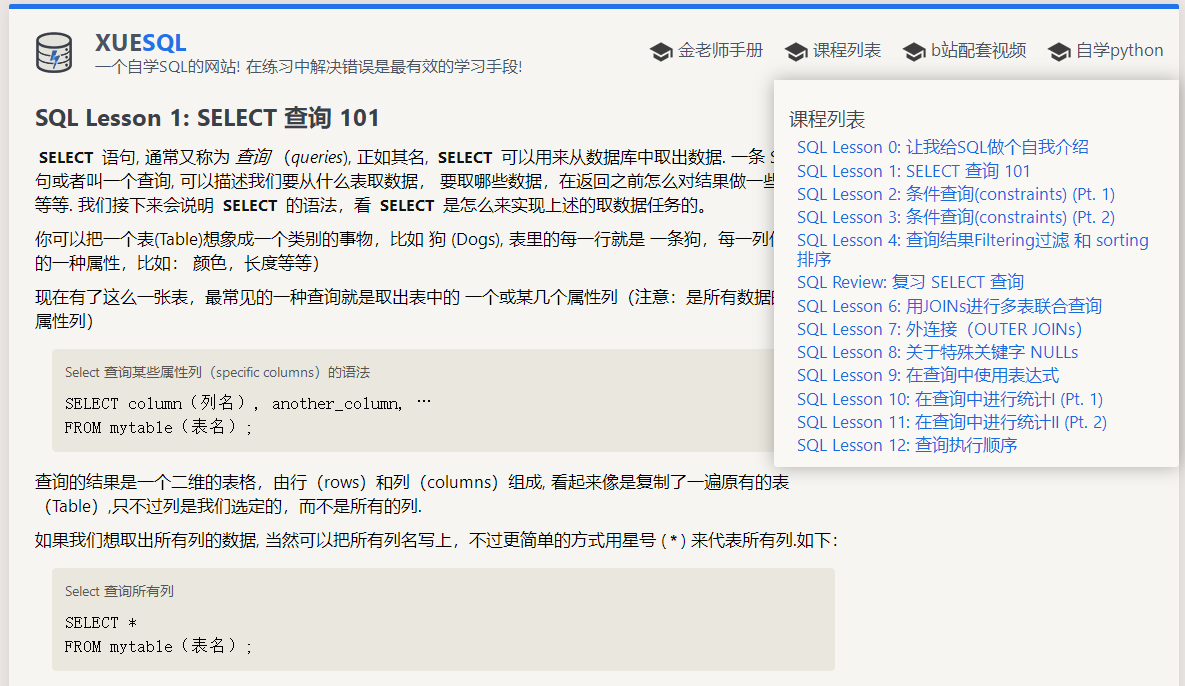 XUESQL
一个自学SQL的网站! 在练习中解决错误是最有效的学习手段!
金老师手册
课程列表
b站配套视频
自学python
SQL Lesson 1: SELECT 查询 101
SELECT 语句, 通常又称为 查询 （queries), 正如其名, SELECT 可以用来从数据库中取出数据. 一条
句或者叫一个查询, 可以描述我们要从什么表取数据， 要取哪些数据，在返回之前怎么对结果做一些
等等. 我们接下来会说明 SELECT 的语法，看 SELECT 是怎么来实现上述的取数据任务的。
你可以把一个表(Table)想象成一个类别的事物，比如 狗 (Dogs), 表里的每一行就是 一条狗，每一列
的一种属性，比如： 颜色，长度等等）
现在有了这么一张表，最常见的一种查询就是取出表中的 一个或某几个属性列（注意：是所有数据
属性列）
Select 查询某些属性列（specific columns）的语法
SELECT column（列名）, another_column, …
FROM mytable（表名）;
查询的结果是一个二维的表格，由行（rows）和列（columns）组成, 看起来像是复制了一遍原有的表
（Table）,只不过列是我们选定的，而不是所有的列.
如果我们想取出所有列的数据, 当然可以把所有列名写上，不过更简单的方式用星号 (*) 来代表所有列.如下：
Select 查询所有列
SELECT *
FROM mytable（表名）;
课程列表
SQL Lesson 0: 让我给SQL做个自我介绍
SQL Lesson 1: SELECT 查询 101
SQL Lesson 2: 条件查询(constraints) (Pt. 1)
SQL Lesson 3: 条件查询(constraints) (Pt. 2)
SQL Lesson 4: 查询结果Filtering过滤 和 sorting
排序
SQL Review: 复习 SELECT 查询
SQL Lesson 6: 用JOINs进行多表联合查询
SQL Lesson 7: 外连接（OUTER JOINs）
SQL Lesson 8: 关于特殊关键字 NULLs
SQL Lesson 9: 在查询中使用表达式
SQL Lesson 10: 在查询中进行统计I (Pt. 1)
SQL Lesson 11: 在查询中进行统计II (Pt. 2)
SQL Lesson 12: 查询执行顺序